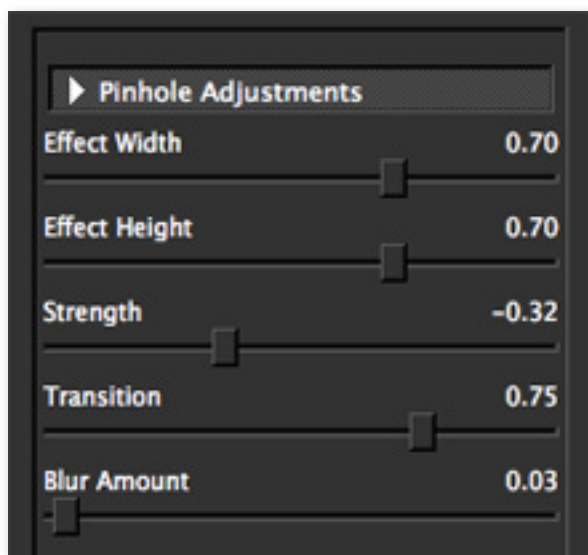 Pinhole Adjustments
Effect Width 0.70
Effect Height 0.70
Strength -0.32
Transition 0.75
Blur Amount 0.03